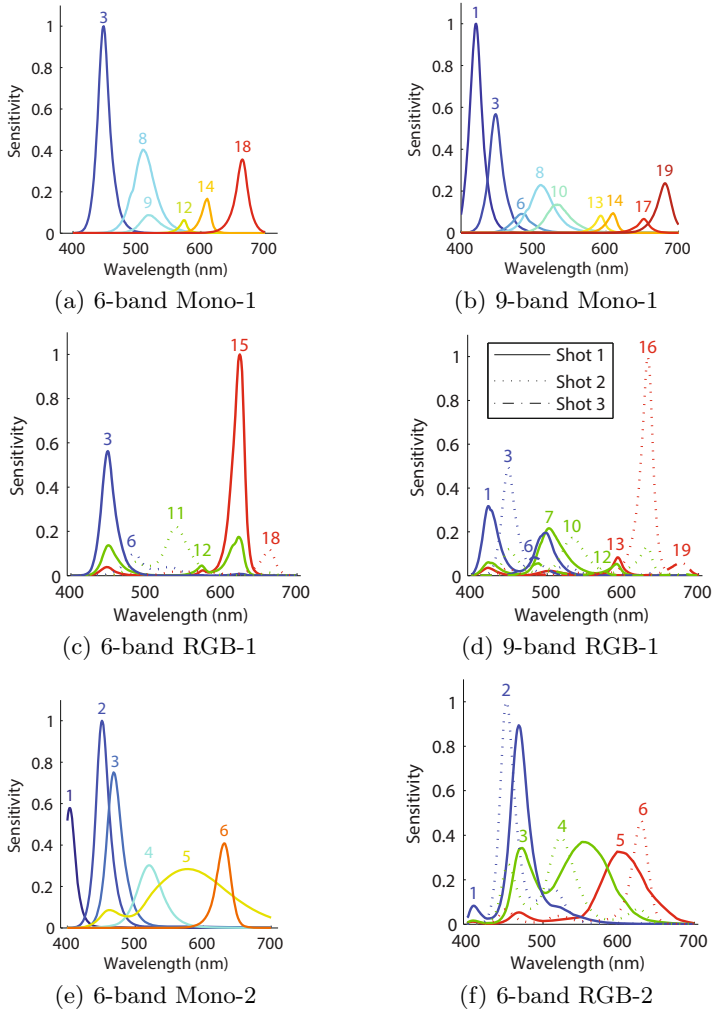 3
1
0.8
0.6
0.4
0.2
0
Sensitivity
8
9
12
14
18
400 500 600 700
Wavelength (nm)
(a) 6-band Mono-1
1
1
0.8
0.6
0.4
0.2
0
Sensitivity
3
6
8
10
13
14
17
19
400 500 600 700
Wavelength (nm)
(b) 9-band Mono-1
15
1
0.8
0.6
0.4
0.2
0
Sensitivity
3
6
11
12
18
400 500 600 700
Wavelength (nm)
(c) 6-band RGB-1
Shot 1
Shot 2
Shot 3
16
1
0.8
0.6
0.4
0.2
0
Sensitivity
3
1
6
7
10
12
13
19
400 500 600 700
Wavelength (nm)
(d) 9-band RGB-1
2
1
0.8
0.6
0.4
0.2
0
Sensitivity
1
3
4
5
6
400 500 600 700
Wavelength (nm)
(e) 6-band Mono-2
2
1
0.8
0.6
0.4
0.2
0
Sensitivity
1
3
4
5
6
400 500 600 700
Wavelength (nm)
(f) 6-band RGB-2